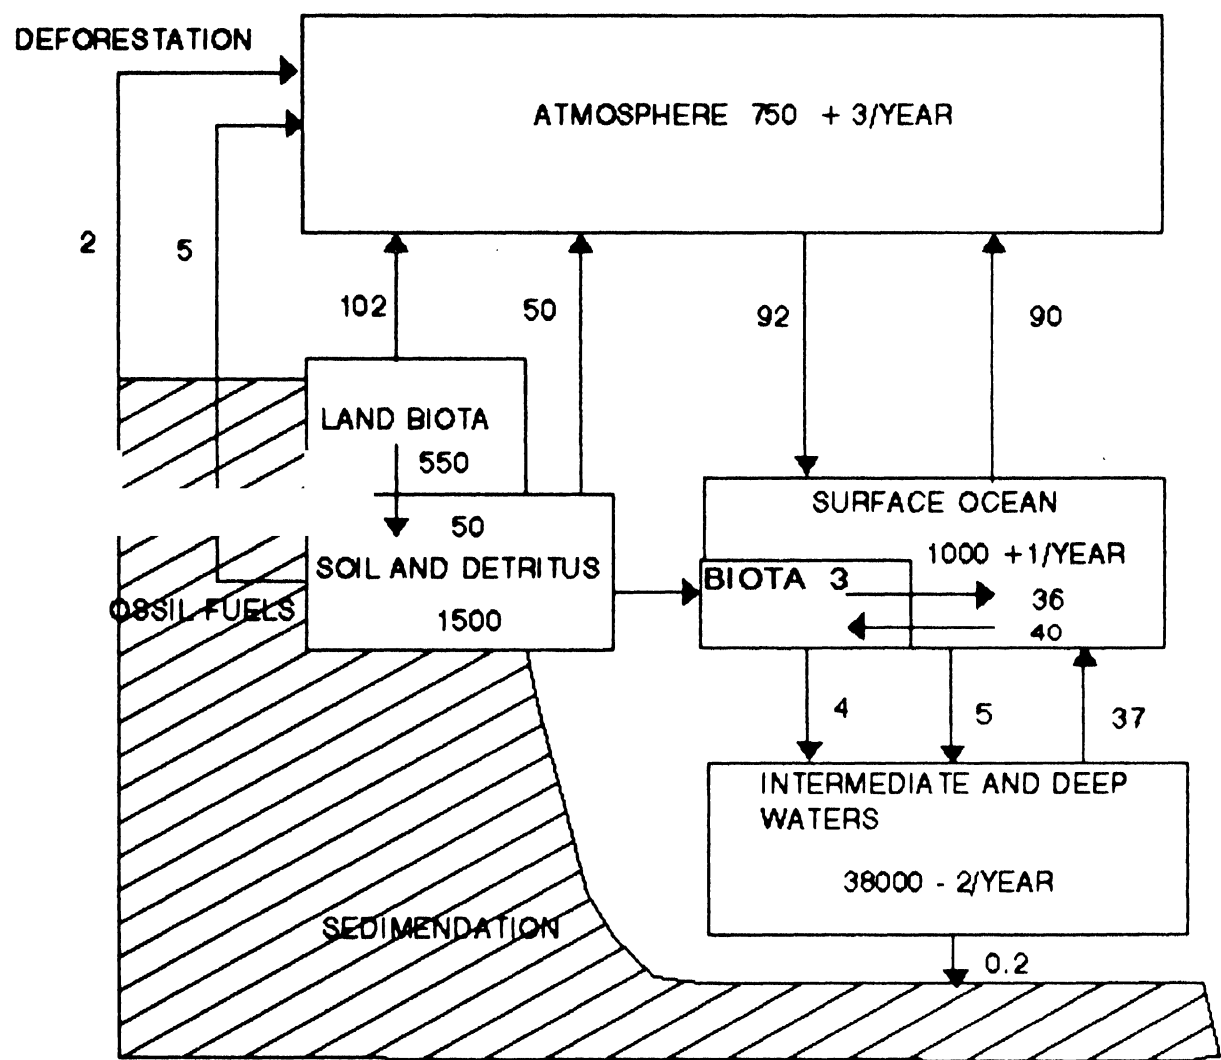 DEFORESTATION
ATMOSPHERE 750 + 3/YEAR
2
5
102
50
92
90
LAND BIOTA
550
50
SOIL AND DETRITUS
1500
OSSIL FUELS
SURFACE OCEAN
1000 +1/YEAR
BIOTA 3
36
40
4
5
37
INTERMEDIATE AND DEEP
WATERS
38000 - 2/YEAR
SEDIMENDATION
0.2